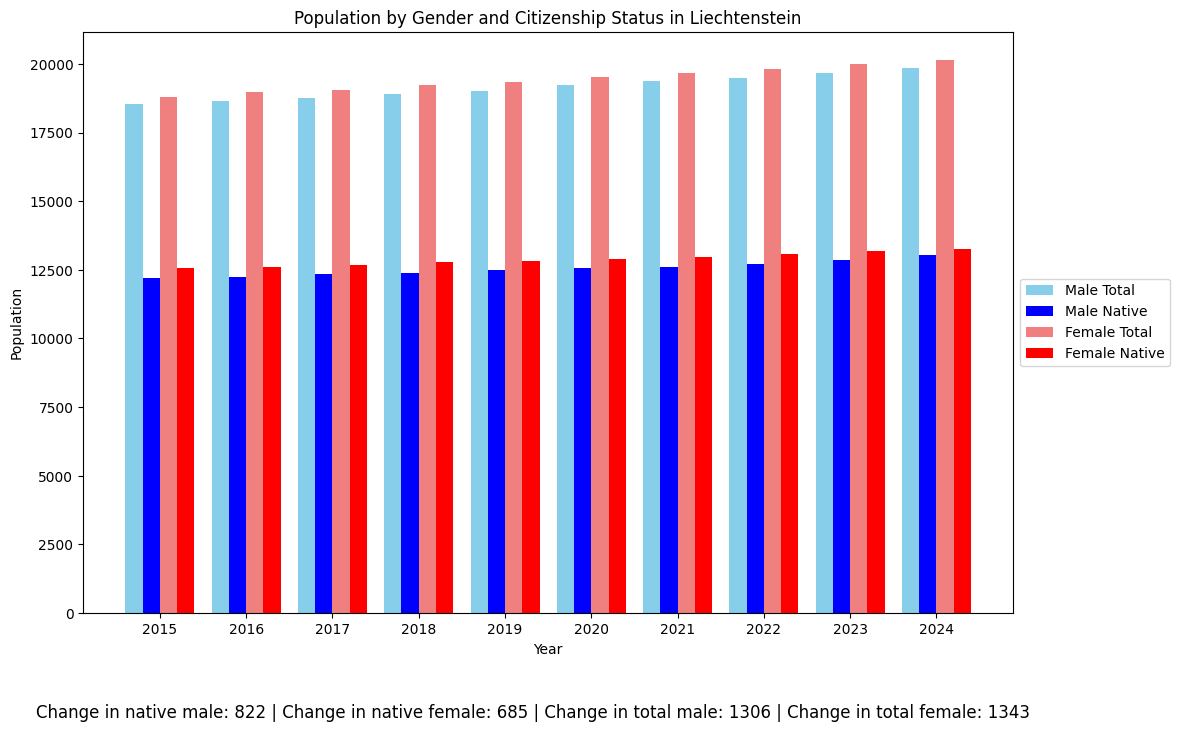 Population by Gender and Citizenship Status in Liechtenstein
20000
17500
15000
12500
10000
7500
5000
2500
0
Population
2015 2016 2017 2018 2019 2020 2021 2022 2023 2024
Year
Male Total
Male Native
Female Total
Female Native
Change in native male: 822 | Change in native female: 685 | Change in total male: 1306 | Change in total female: 1343